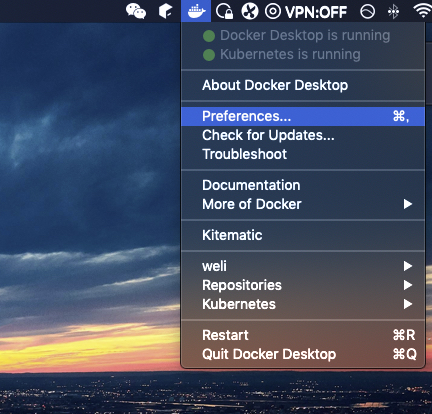 VPN:OFF
Docker Desktop is running
Kubernetes is running
About Docker Desktop
Preferences... ⌘,
Check for Updates...
Troubleshoot
Documentation
More of Docker
Kitematic
weli
Repositories
Kubernetes
Restart ⌘R
Quit Docker Desktop ⌘Q